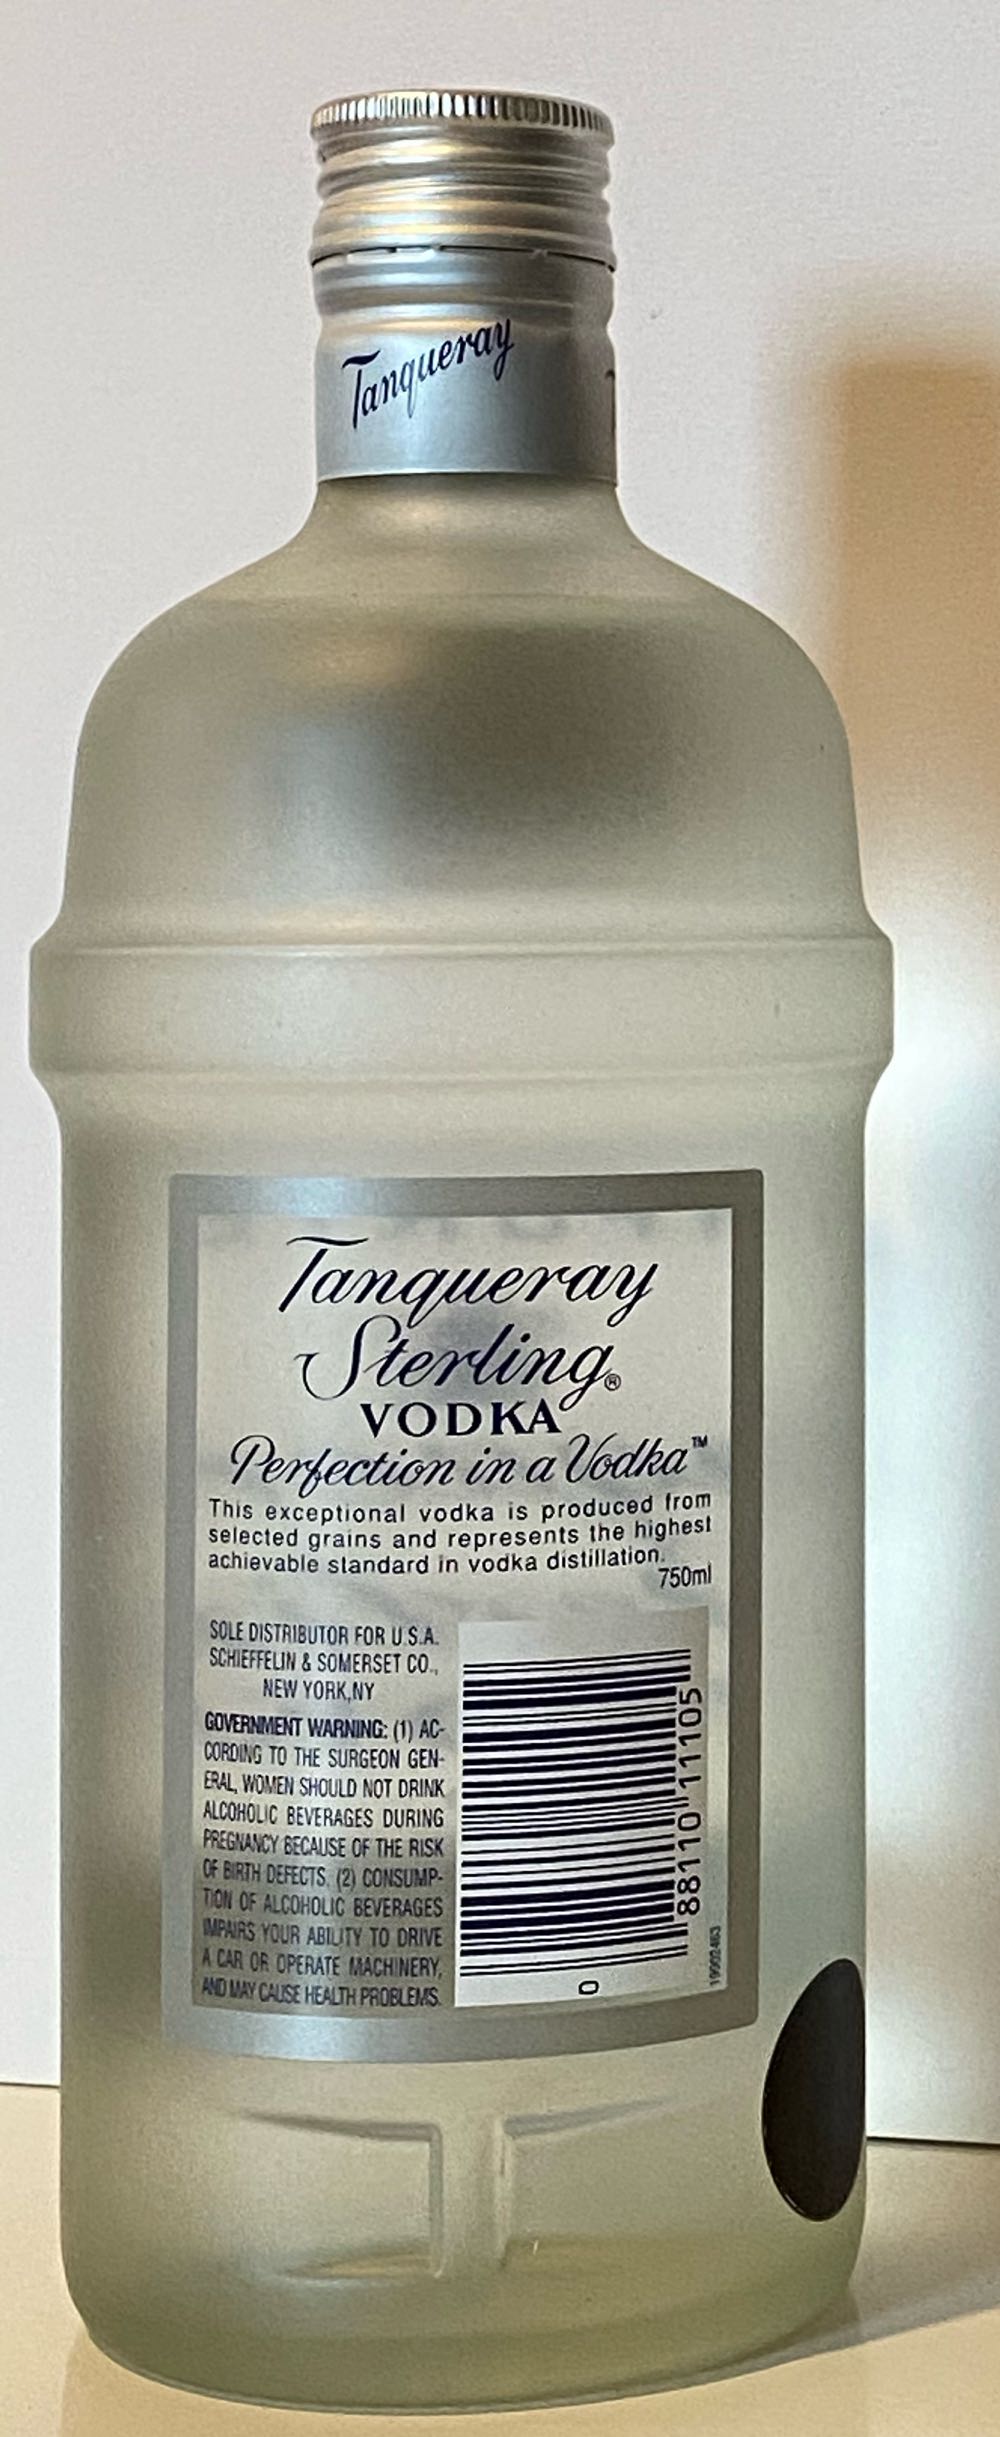 Tanqueray
Tanqueray
Sterling®
VODKA
Perfection in a Vodka™
This exceptional vodka is produced from
selected grains and represents the highest
achievable standard in vodka distillation.
750ml
SOLE DISTRIBUTOR FOR U.S.A.
SCHIEFFELIN & SOMERSET CO.,
NEW YORK,NY
GOVERNMENT WARNING: (1) AC-
CORDING TO THE SURGEON GEN-
ERAL, WOMEN SHOULD NOT DRINK
ALCOHOLIC BEVERAGES DURING
PREGNANCY BECAUSE OF THE RISK
OF BIRTH DEFECTS. (2) CONSUMP-
TION OF ALCOHOLIC BEVERAGES
IMPAIRS YOUR ABILITY TO DRIVE
A CAR OR OPERATE MACHINERY,
AND MAY CAUSE HEALTH PROBLEMS.
0 88110 11105